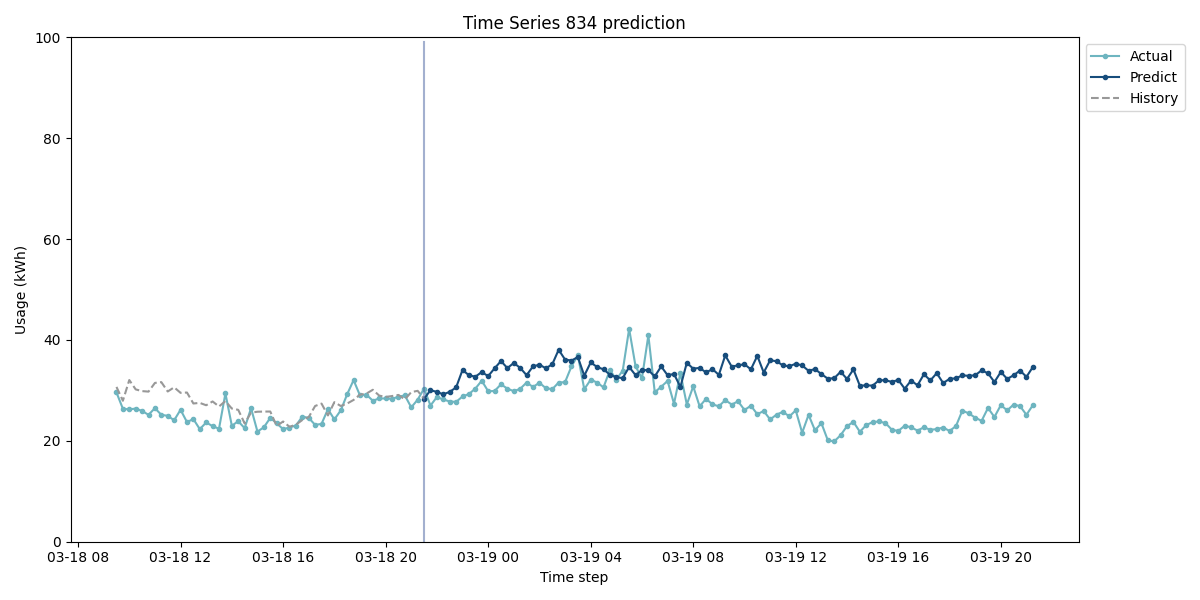 Time Series 834 prediction
Actual
Predict
History
Usage (kWh)
100
80
60
40
20
0
03-18 08 03-18 12 03-18 16 03-18 20 03-19 00 03-19 04 03-19 08 03-19 12 03-19 16 03-19 20
Time step